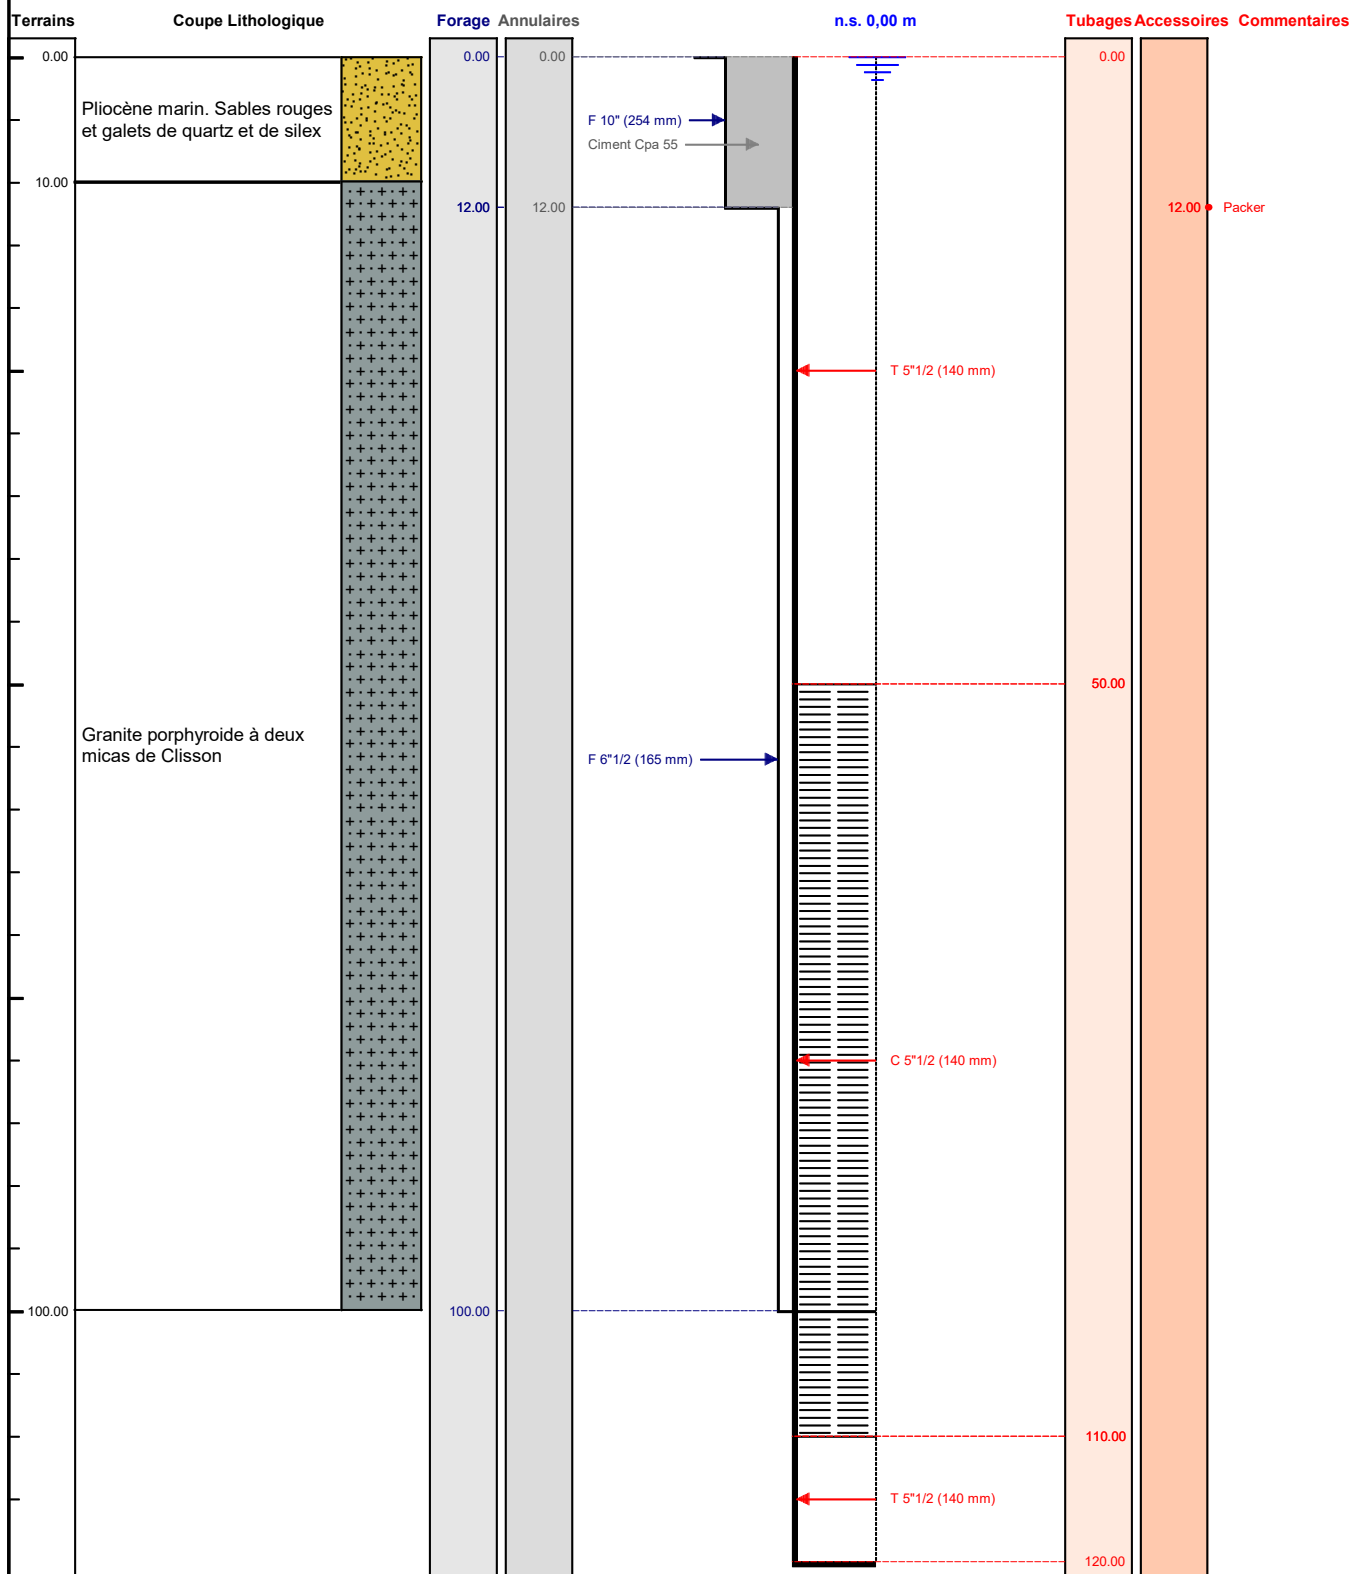 Terrains Coupe Lithologique Forage Annulaires n.s. 0,00 m Tubages Accessoires Commentaires
0.00 0.00 0.00 0.00
Pliocène marin. Sables rouges
et galets de quartz et de silex
F 10" (254 mm)
Ciment Cpa 55
10.00
12.00 12.00 12.00 Packer
T 5"1/2 (140 mm)
50.00
Granite porphyroide à deux
micas de Clisson
F 6"1/2 (165 mm)
C 5"1/2 (140 mm)
100.00 100.00
110.00
T 5"1/2 (140 mm)
120.00